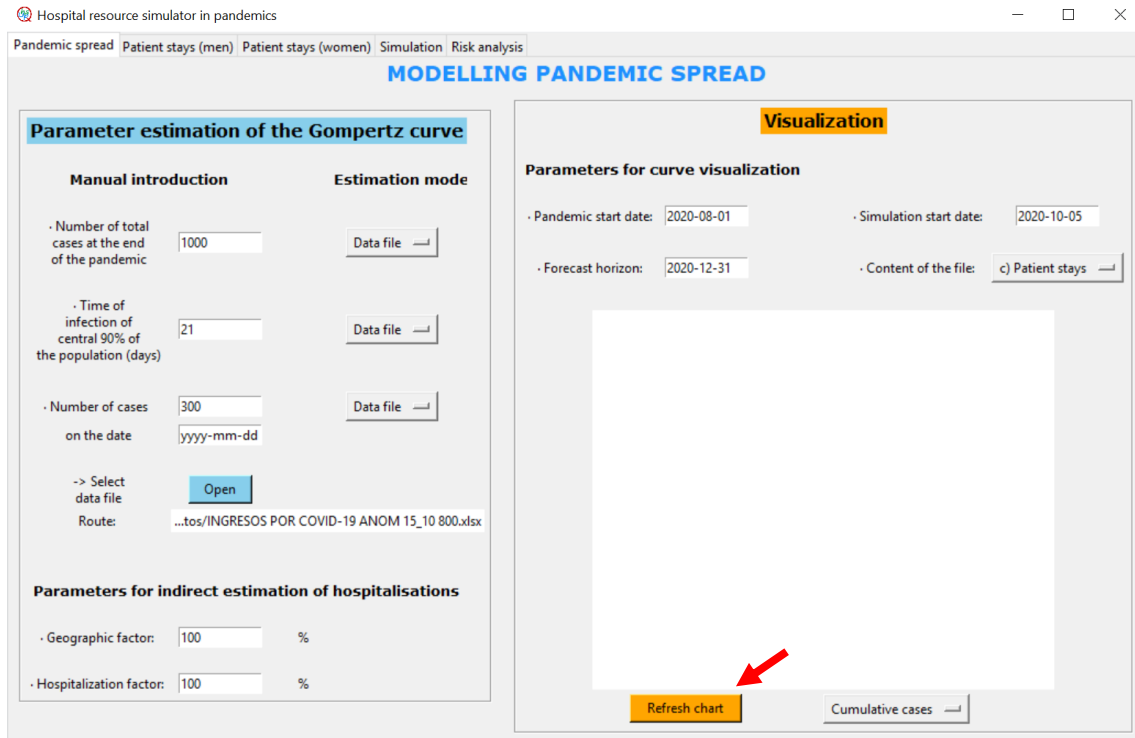 Hospital resource simulator in pandemics
Pandemic spread Patient stays (men) Patient stays (women) Simulation Risk analysis
MODELLING PANDEMIC SPREAD
Parameter estimation of the Gompertz curve
Manual introduction Estimation mode
· Number of total
cases at the end
of the pandemic
1000
Data file
· Time of
infection of
central 90% of
the population (days)
21
Data file
· Number of cases
300
Data file
on the date
yyyy-mm-dd
-> Select
data file
Open
Route:
...tos/INGRESOS POR COVID-19 ANOM 15_10 800.xlsx
Parameters for indirect estimation of hospitalisations
· Geographic factor: 100 %
· Hospitalization factor: 100 %
Visualization
Parameters for curve visualization
· Pandemic start date: 2020-08-01
· Simulation start date: 2020-10-05
· Forecast horizon: 2020-12-31
· Content of the file: c) Patient stays
Refresh chart
Cumulative cases